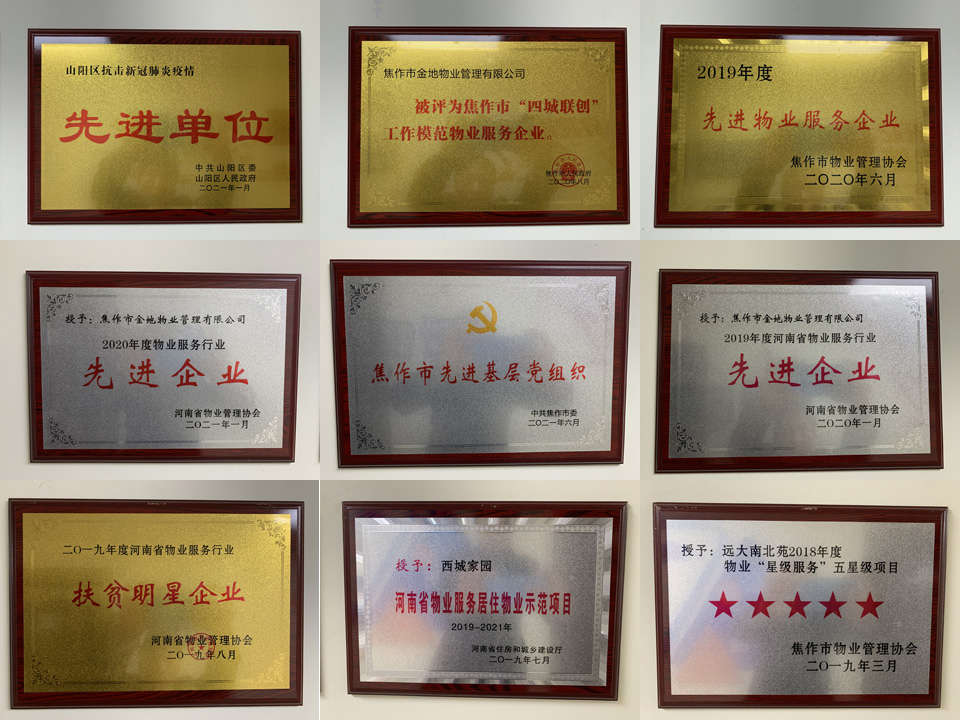 山阳区抗击新冠肺炎疫情
先进单位
中共山阳区委
山阳区人民政府
二〇二一年一月
焦作市金地物业管理有限公司
被评为焦作市“四城联创”
工作模范物业服务企业。
焦作市人民政府
二〇二〇年八月
2019年度
先进物业服务企业
焦作市物业管理协会
二〇二〇年六月
授予：焦作市金地物业管理有限公司
2020年度物业服务行业
先进企业
河南省物业管理协会
二〇二一年一月
焦作市先进基层党组织
中共焦作市委
二〇二一年六月
授予：焦作市金地物业管理有限公司
2019年度河南省物业服务行业
先进企业
河南省物业管理协会
二〇二〇年一月
二〇一九年度河南省物业服务行业
扶贫明星企业
河南省物业管理协会
二〇一九年八月
授予：西城家园
河南省物业服务居住物业示范项目
2019-2021年
河南省住房和城乡建设厅
二〇一九年七月
授予：远大南北苑2018年度
物业“星级服务”五星级项目
★★★★★
焦作市物业管理协会
二〇一九年三月